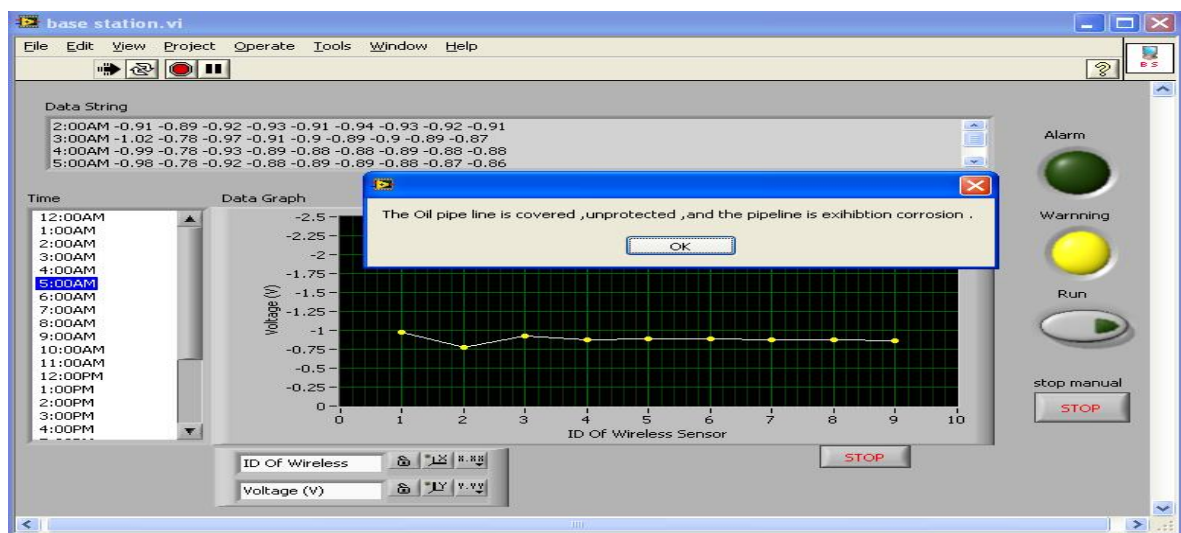 base station.vi
File Edit View Project Operate Tools Window Help
?
B S
Data String
2:00AM -0.91 -0.89 -0.92 -0.93 -0.91 -0.94 -0.93 -0.92 -0.91
3:00AM -1.02 -0.78 -0.97 -0.91 -0.9 -0.89 -0.9 -0.89 -0.87
4:00AM -0.99 -0.78 -0.93 -0.89 -0.88 -0.88 -0.89 -0.88 -0.88
5:00AM -0.98 -0.78 -0.92 -0.88 -0.89 -0.89 -0.88 -0.87 -0.86
Alarm
Time
12:00AM
1:00AM
2:00AM
3:00AM
4:00AM
5:00AM
6:00AM
7:00AM
8:00AM
9:00AM
10:00AM
11:00AM
12:00PM
1:00PM
2:00PM
3:00PM
4:00PM
Data Graph
The Oil pipe line is covered ,unprotected ,and the pipeline is exihibtion corrosion .
OK
Voltage (V)
-2.5
-2.25
-2
-1.75
-1.5
-1.25
-1
-0.75
-0.5
-0.25
0
0 1 2 3 4 5 6 7 8 9 10
ID Of Wireless Sensor
Warnning
Run
stop manual
STOP
STOP
ID Of Wireless
Voltage (V)